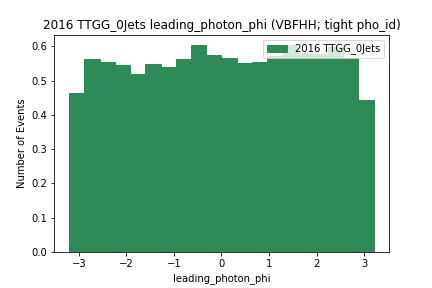 2016 TTGG_0Jets leading_photon_phi (VBFHH; tight pho_id)
2016 TTGG_0Jets
Number of Events
0.6
0.5
0.4
0.3
0.2
0.1
0.0
−3 −2 −1 0 1 2 3
leading_photon_phi